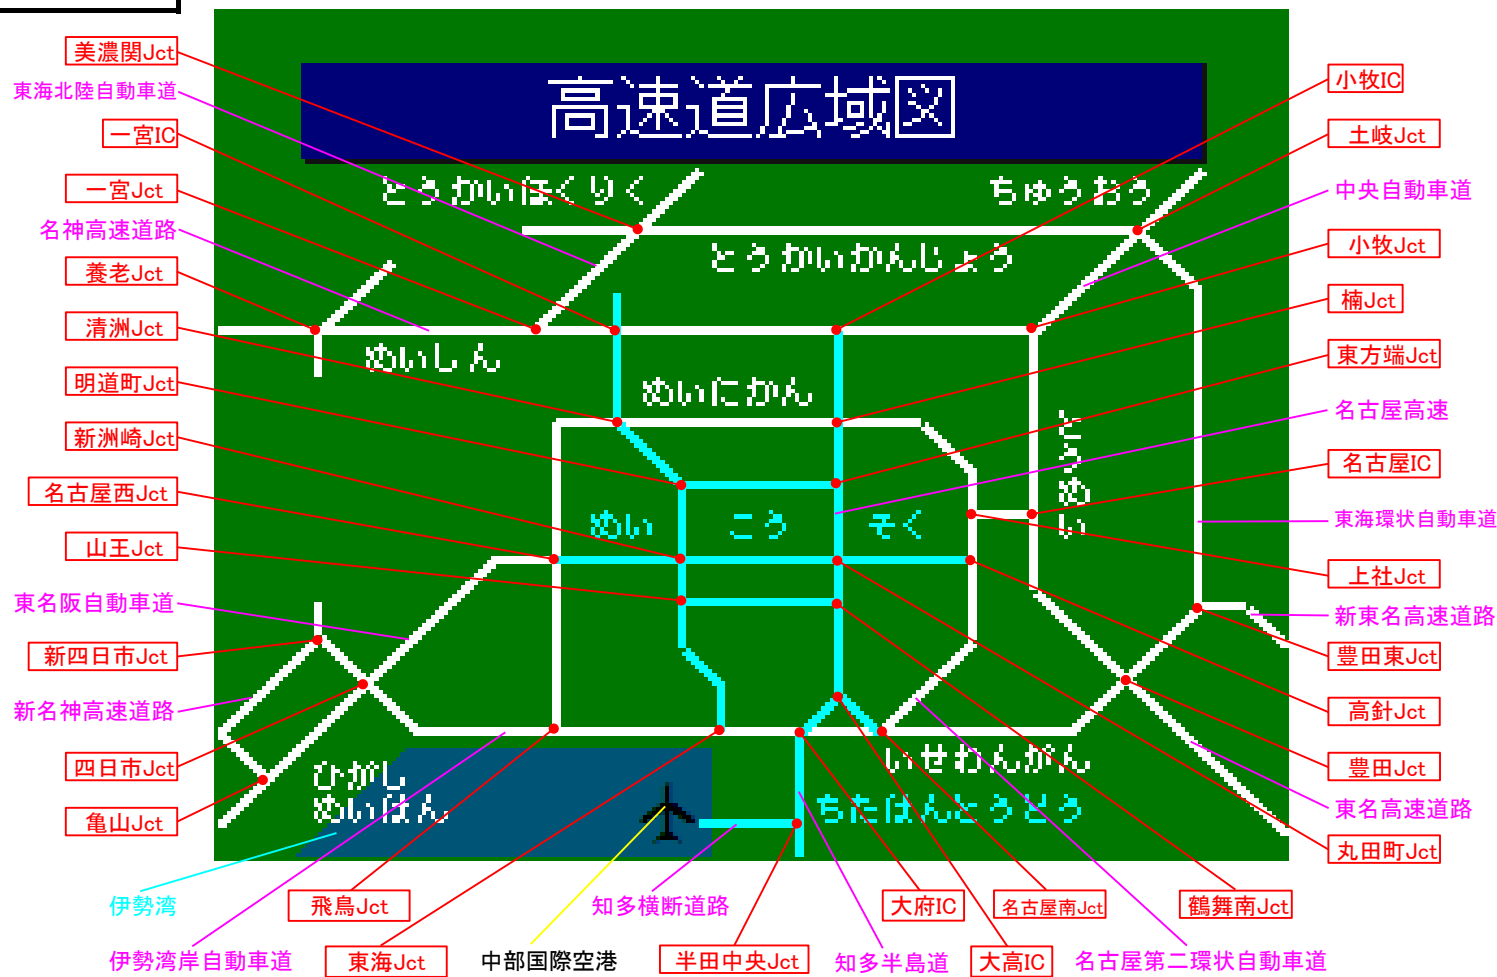 高速道広域図
美濃関Jct
東海北陸自動車道
一宮IC
一宮Jct
名神高速道路
養老Jct
清洲Jct
明道町Jct
新洲崎Jct
名古屋西Jct
山王Jct
東名阪自動車道
新四日市Jct
新名神高速道路
四日市Jct
亀山Jct
とうかいほくりく
ちゅうおう
とうかいかんじょう
めいしん
めいにかん
とうめい
めい
こう
そく
ひがし
めいはん
いせわんがん
ちたはんとうどう
小牧IC
土岐Jct
中央自動車道
小牧Jct
楠Jct
東方端Jct
名古屋高速
名古屋IC
東海環状自動車道
上社Jct
新東名高速道路
豊田東Jct
高針Jct
豊田Jct
東名高速道路
丸田町Jct
伊勢湾
飛鳥Jct
知多横断道路
大府IC
名古屋南Jct
鶴舞南Jct
伊勢湾岸自動車道
東海Jct
中部国際空港
半田中央Jct
知多半島道
大高IC
名古屋第二環状自動車道